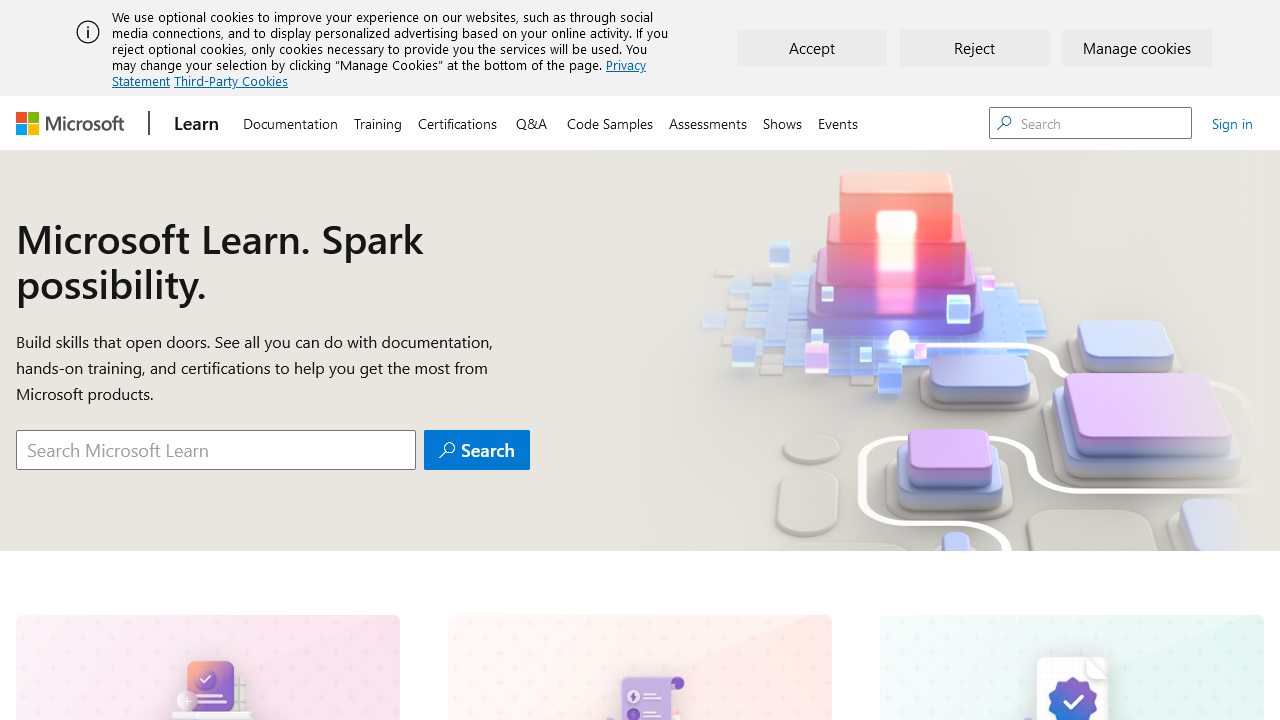 We use optional cookies to improve your experience on our websites, such as through social
media connections, and to display personalized advertising based on your online activity. If you
reject optional cookies, only cookies necessary to provide you the services will be used. You
may change your selection by clicking “Manage Cookies” at the bottom of the page. Privacy
Statement Third-Party Cookies
Accept
Reject
Manage cookies
Microsoft
Learn
Documentation
Training
Certifications
Q&A
Code Samples
Assessments
Shows
Events
Search
Sign in
Microsoft Learn. Spark
possibility.
Build skills that open doors. See all you can do with documentation,
hands-on training, and certifications to help you get the most from
Microsoft products.
Search Microsoft Learn
Search